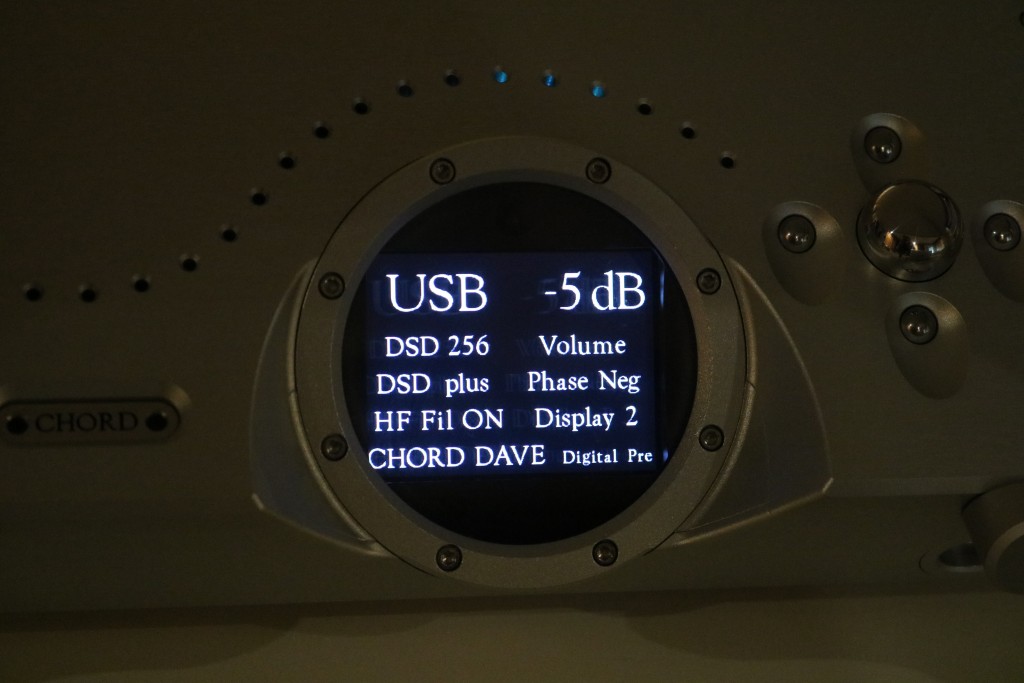 USB -5 dB
DSD 256 Volume
DSD plus Phase Neg
HF Fil ON Display 2
CHORD DAVE Digital Pre
CHORD